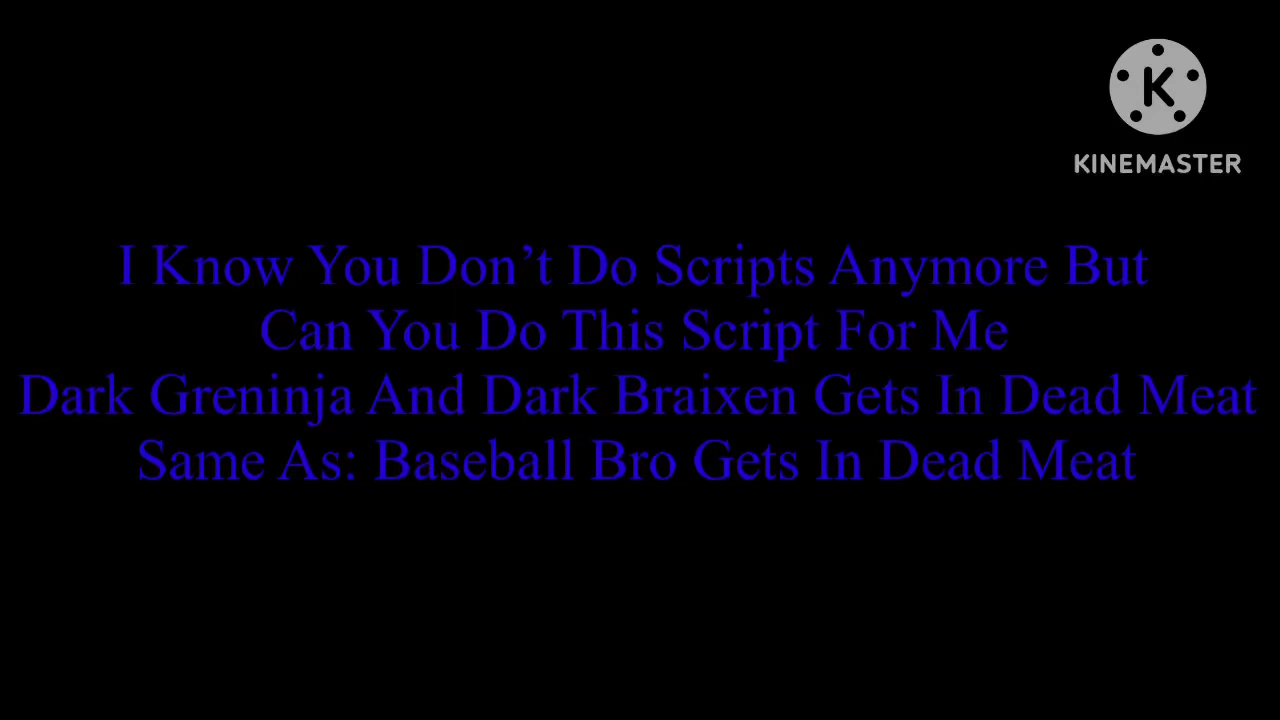 K
KINEMASTER
I Know You Don’t Do Scripts Anymore But
Can You Do This Script For Me
Dark Greninja And Dark Braixen Gets In Dead Meat
Same As: Baseball Bro Gets In Dead Meat